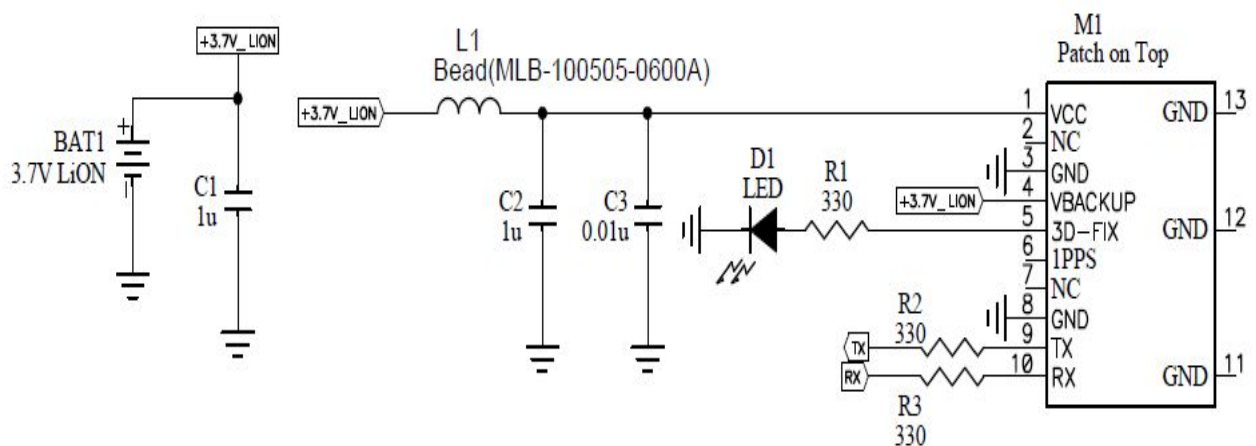 +3.7V_LION
BAT1
3.7V LiON
+
C1
1u
+3.7V_LION
L1
Bead(MLB-100505-0600A)
C2
1u
C3
0.01u
D1
LED
R1
330
+3.7V_LION
R2
330
TX
RX
R3
330
M1
Patch on Top
1 VCC
2 NC
3 GND
4 VBACKUP
5 3D-FIX
6 1PPS
7 NC
8 GND
9 TX
10 RX
GND 13
GND 12
GND 11